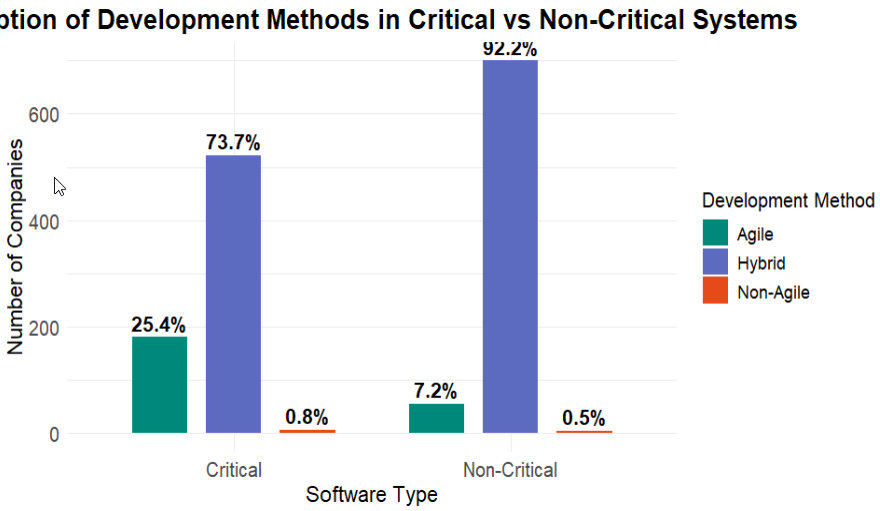 ption of Development Methods in Critical vs Non-Critical Systems
92.2%
600
73.7%
Number of Companies
400
200
0
25.4%
0.8%
7.2%
0.5%
Critical
Non-Critical
Software Type
Development Method
Agile
Hybrid
Non-Agile